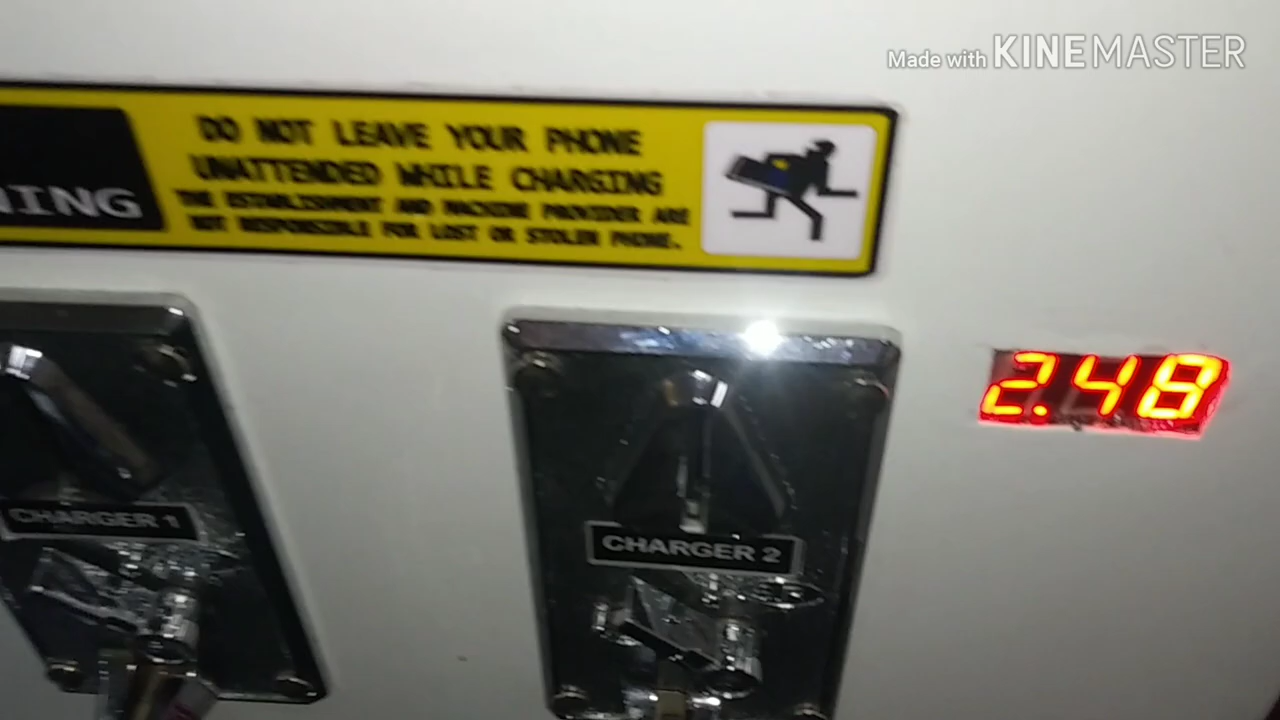 Made with KINEMASTER
NING
DO NOT LEAVE YOUR PHONE
UNATTENDED WHILE CHARGING
THE ESTABLISHMENT AND MACHINE PROVIDER ARE
NOT RESPONSIBLE FOR LOST OR STOLEN PHONE.
2.48
CHARGER 1
CHARGER 2